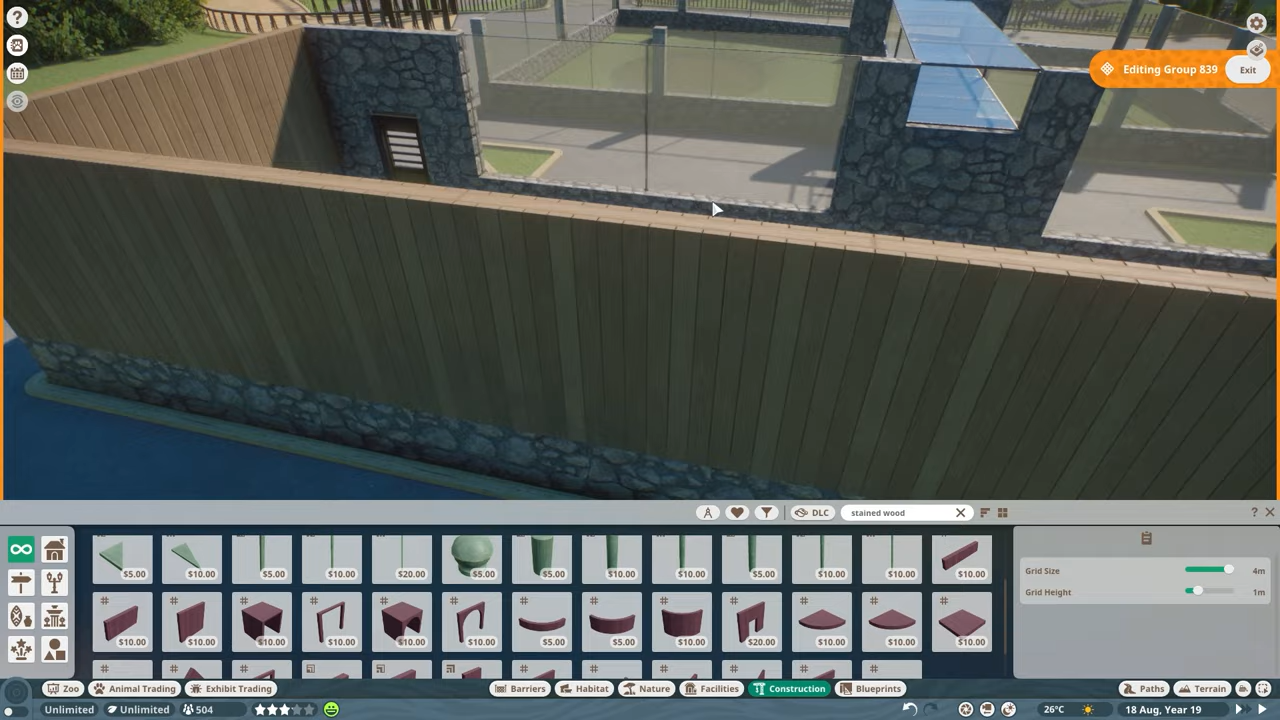 Editing Group 839
Exit
DLC
stained wood
$5.00 $10.00 $5.00 $10.00 $20.00 $5.00 $5.00 $10.00 $10.00 $5.00 $10.00 $10.00 $10.00
$10.00 $10.00 $10.00 $10.00 $10.00 $10.00 $5.00 $5.00 $10.00 $20.00 $10.00 $10.00 $10.00
Grid Size 4m
Grid Height 1m
Zoo Animal Trading Exhibit Trading Barriers Habitat Nature Facilities Construction Blueprints Paths Terrain
Unlimited Unlimited 504 26°C 18 Aug, Year 19